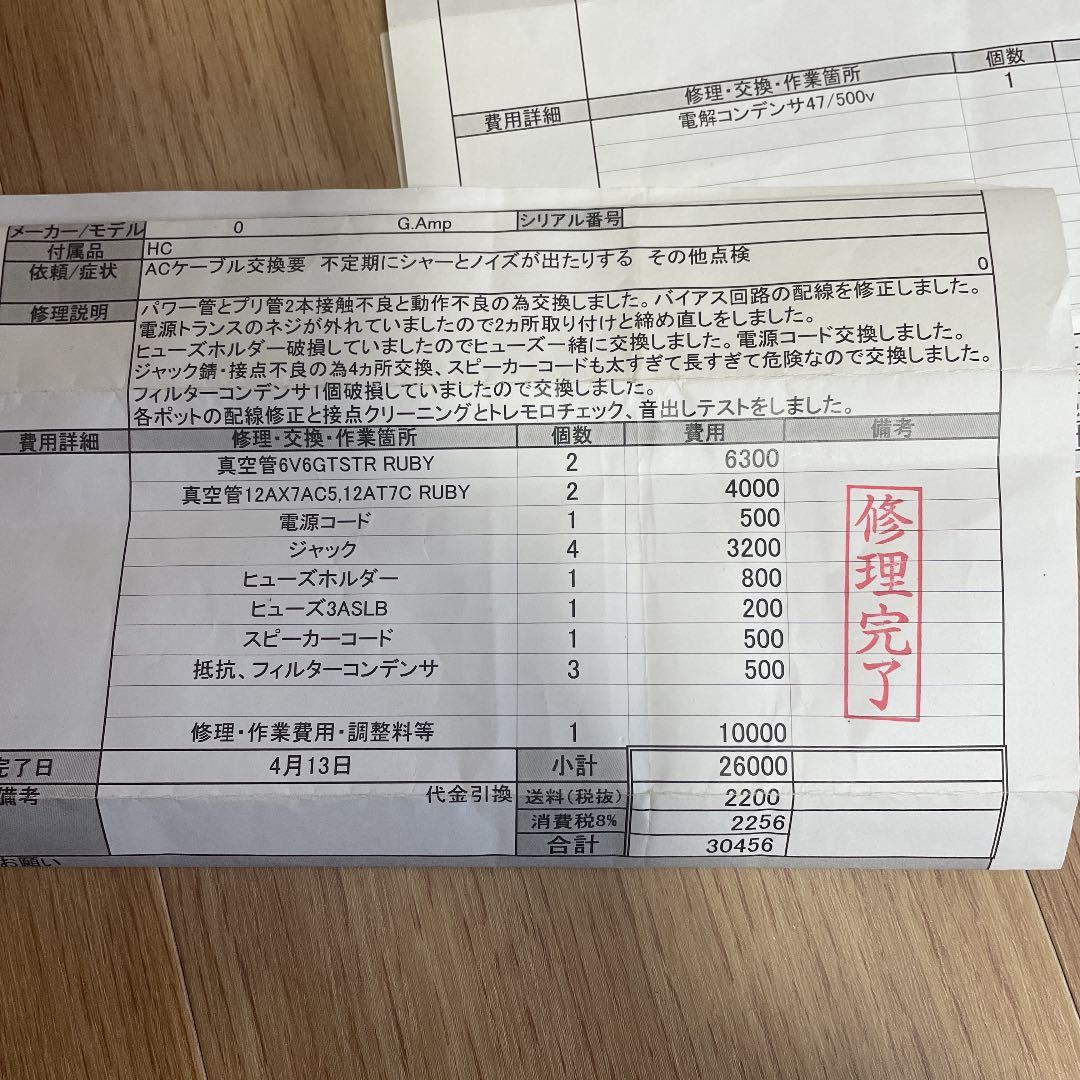 修理・交換・作業箇所 個数
費用詳細 電解コンデンサ47/500v 1
メーカー/モデル 0 G.Amp シリアル番号
付属品 HC
依頼/症状 ACケーブル交換要 不定期にシャーとノイズが出たりする その他点検 0
修理説明 パワー管とプリ管2本接触不良と動作不良の為交換しました。バイアス回路の配線を修正しました。
電源トランスのネジが外れていましたので2ヵ所取り付けと締め直しをしました。
ヒューズホルダー破損していましたのでヒューズ一緒に交換しました。電源コード交換しました。
ジャック錆・接点不良の為4ヵ所交換、スピーカーコードも太すぎて長すぎて危険なので交換しました。
フィルターコンデンサ1個破損していましたので交換しました。
各ポットの配線修正と接点クリーニングとトレモロチェック、音出しテストをしました。
費用詳細 修理・交換・作業箇所 個数 費用 備考
真空管6V6GTSTR RUBY 2 6300
真空管12AX7AC5,12AT7C RUBY 2 4000
電源コード 1 500
ジャック 4 3200
ヒューズホルダー 1 800
ヒューズ3ASLB 1 200
スピーカーコード 1 500
抵抗、フィルターコンデンサ 3 500
修理・作業費用・調整料等 1 10000
修理完了
完了日 4月13日 小計 26000
備考 代金引換 送料(税抜) 2200
消費税8% 2256
合計 30456
お願い